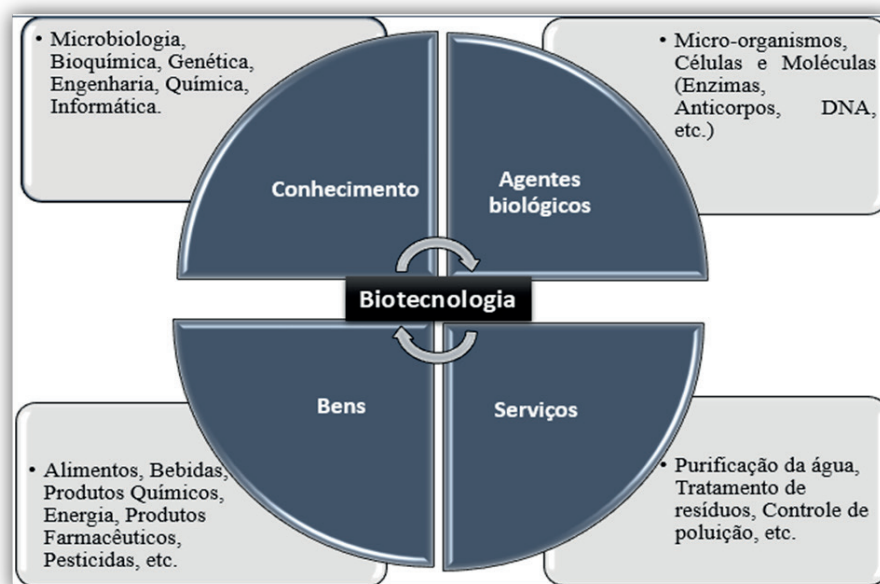 • Microbiologia,
Bioquímica, Genética,
Engenharia, Química,
Informática.
Conhecimento
• Micro-organismos,
Células e Moléculas
(Enzimas,
Anticorpos, DNA,
etc.)
Agentes
biológicos
Biotecnologia
Bens
• Alimentos, Bebidas,
Produtos Químicos,
Energia, Produtos
Farmacêuticos,
Pesticidas, etc.
Serviços
• Purificação da água,
Tratamento de
resíduos, Controle de
poluição, etc.